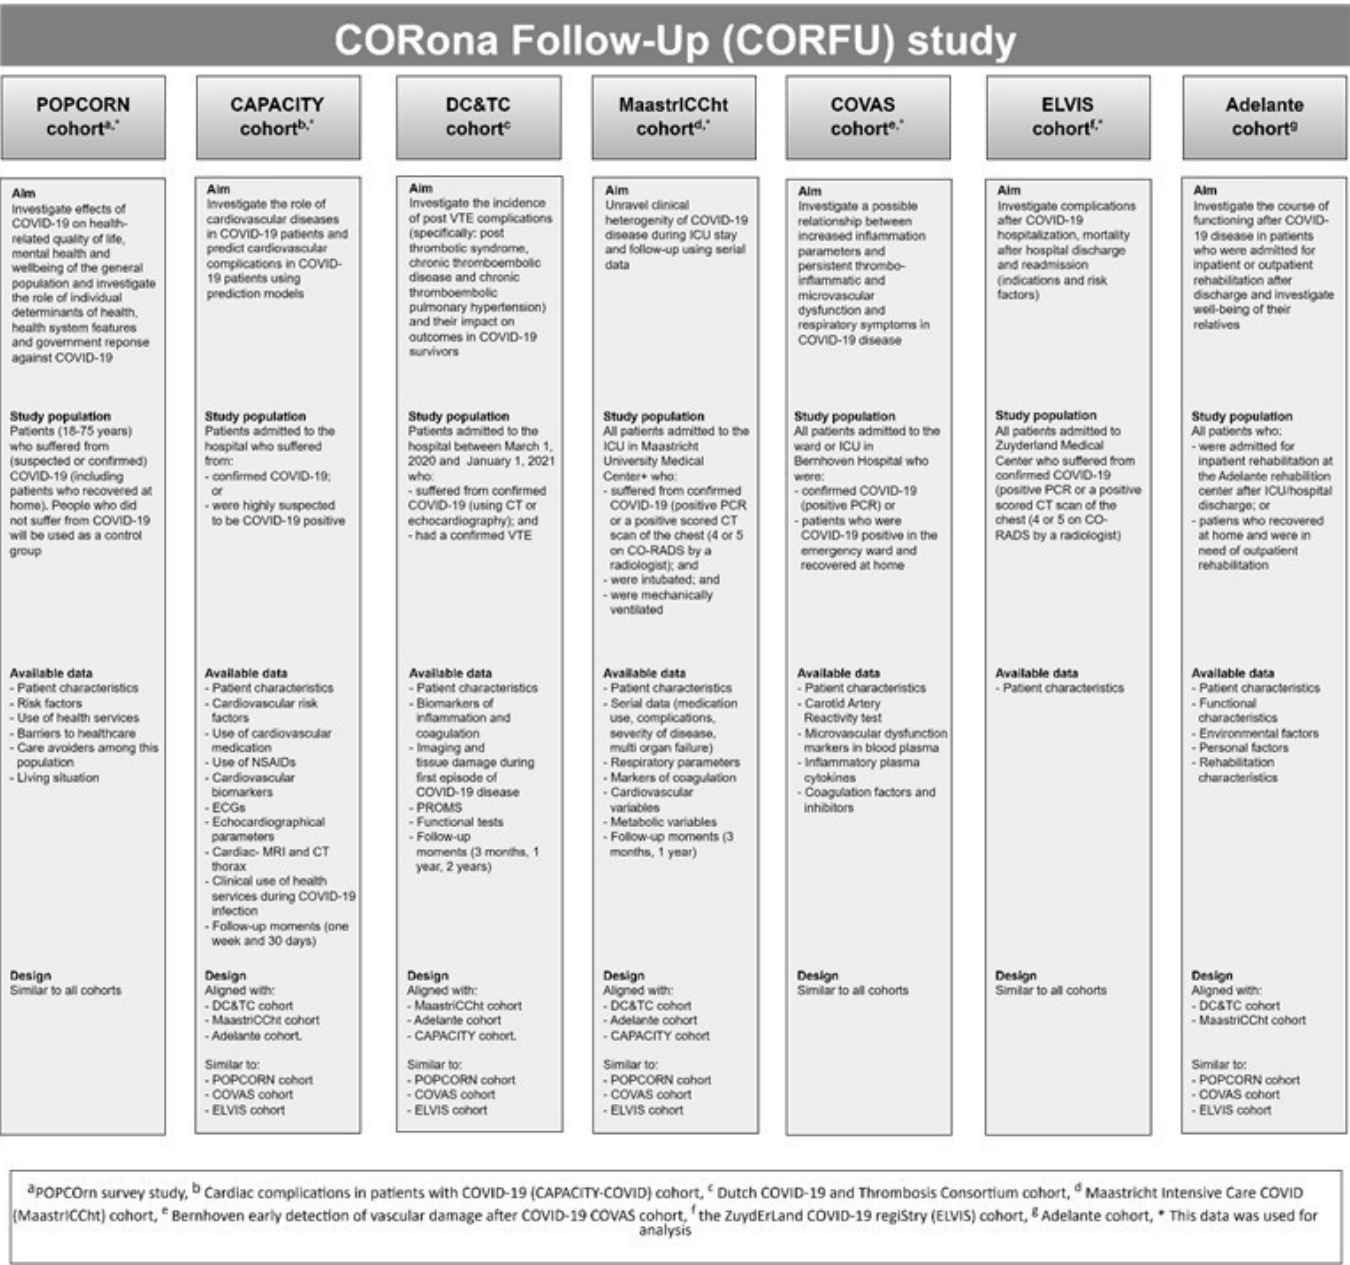 CORona Follow-Up (CORFU) study
POPCORN
cohorta,*
Aim
Investigate effects of
COVID-19 on health-
related quality of life,
mental health and
wellbeing of the general
population and investigate
the role of individual
determinants of health,
health system features
and government reponse
against COVID-19
Study population
Patients (18-75 years)
who suffered from
(suspected or confirmed)
COVID-19 (including
patients who recovered at
home). People who did
not suffer from COVID-19
will be used as a control
group
Available data
- Patient characteristics
- Risk factors
- Use of health services
- Barriers to healthcare
- Care avoiders among this
population
- Living situation
Design
Similar to all cohorts
CAPACITY
cohortb,*
Aim
Investigate the role of
cardiovascular diseases
in COVID-19 patients and
predict cardiovascular
complications in COVID-
19 patients using
prediction models
Study population
Patients admitted to the
hospital who suffered
from:
- confirmed COVID-19;
or
- were highly suspected
to be COVID-19 positive
Available data
- Patient characteristics
- Cardiovascular risk
factors
- Use of cardiovascular
medication
- Use of NSAIDs
- Cardiovascular
biomarkers
- ECGs
- Echocardiographical
parameters
- Cardiac- MRI and CT
thorax
- Clinical use of health
services during COVID-19
infection
- Follow-up moments (one
week and 30 days)
Design
Aligned with:
- DC&TC cohort
- MaastriCCht cohort
- Adelante cohort.
Similar to:
- POPCORN cohort
- COVAS cohort
- ELVIS cohort
DC&TC
cohortc
Aim
Investigate the incidence
of post VTE complications
(specifically: post
thrombotic syndrome,
chronic thromboembolic
disease and chronic
thromboembolic
pulmonary hypertension)
and their impact on
outcomes in COVID-19
survivors
Study population
Patients admitted to the
hospital between March 1,
2020 and January 1, 2021
who:
- suffered from confirmed
COVID-19 (using CT or
echocardiography); and
- had a confirmed VTE
Available data
- Patient characteristics
- Biomarkers of
inflammation and
coagulation
- Imaging and
tissue damage during
first episode of
COVID-19 disease
- PROMS
- Functional tests
- Follow-up
moments (3 months, 1
year, 2 years)
Design
Aligned with:
- MaastriCCht cohort
- Adelante cohort
- CAPACITY cohort.
Similar to:
- POPCORN cohort
- COVAS cohort
- ELVIS cohort
MaastrICCht
cohortd,*
Aim
Unravel clinical
heterogenity of COVID-19
disease during ICU stay
and follow-up using serial
data
Study population
All patients admitted to the
ICU in Maastricht
University Medical
Center+ who:
- suffered from confirmed
COVID-19 (positive PCR
or a positive scored CT
scan of the chest (4 or 5
on CO-RADS by a
radiologist); and
- were intubated; and
- were mechanically
ventilated
Available data
- Patient characteristics
- Serial data (medication
use, complications,
severity of disease,
multi organ failure)
- Respiratory parameters
- Markers of coagulation
- Cardiovascular
variables
- Metabolic variables
- Follow-up moments (3
months, 1 year)
Design
Aligned with:
- DC&TC cohort
- Adelante cohort
- CAPACITY cohort
Similar to:
- POPCORN cohort
- COVAS cohort
- ELVIS cohort
COVAS
cohorte,*
Aim
Investigate a possible
relationship between
increased inflammation
parameters and
persistent thrombo-
inflammatic and
microvascular
dysfunction and
respiratory symptoms in
COVID-19 disease
Study population
All patients admitted to the
ward or ICU in
Bernhoven Hospital who
were:
- confirmed COVID-19
(positive PCR) or
- patients who were
COVID-19 positive in the
emergency ward and
recovered at home
Available data
- Patient characteristics
- Carotid Artery
Reactivity test
- Microvascular dysfunction
markers in blood plasma
- Inflammatory plasma
cytokines
- Coagulation factors and
inhibitors
Design
Similar to all cohorts
ELVIS
cohortf,*
Aim
Investigate complications
after COVID-19
hospitalization, mortality
after hospital discharge
and readmission
(indications and risk
factors)
Study population
All patients admitted to
Zuyderland Medical
Center who suffered from
confirmed COVID-19
(positive PCR or a positive
scored CT scan of the
chest (4 or 5 on CO-
RADS by a radiologist)
Available data
- Patient characteristics
Design
Similar to all cohorts
Adelante
cohortg
Aim
Investigate the course of
functioning after COVID-
19 disease in patients
who were admitted for
inpatient or outpatient
rehabilitation after
discharge and investigate
well-being of their
relatives
Study population
All patients who:
- were admitted for
inpatient rehabilitation at
the Adelante rehabilition
center after ICU/hospital
discharge; or
- patiens who recovered
at home and were in
need of outpatient
rehabilitation
Available data
- Patient characteristics
- Functional
characteristics
- Environmental factors
- Personal factors
- Rehabilitation
characteristics
Design
Aligned with:
- DC&TC cohort
- MaastriCCht cohort
Similar to:
- POPCORN cohort
- COVAS cohort
- ELVIS cohort
aPOPCOrn survey study, b Cardiac complications in patients with COVID-19 (CAPACITY-COVID) cohort, c Dutch COVID-19 and Thrombosis Consortium cohort, d Maastricht Intensive Care COVID
(MaastrICCht) cohort, e Bernhoven early detection of vascular damage after COVID-19 COVAS cohort, f the ZuydErLand COVID-19 regiStry (ELVIS) cohort, g Adelante cohort, * This data was used for
analysis